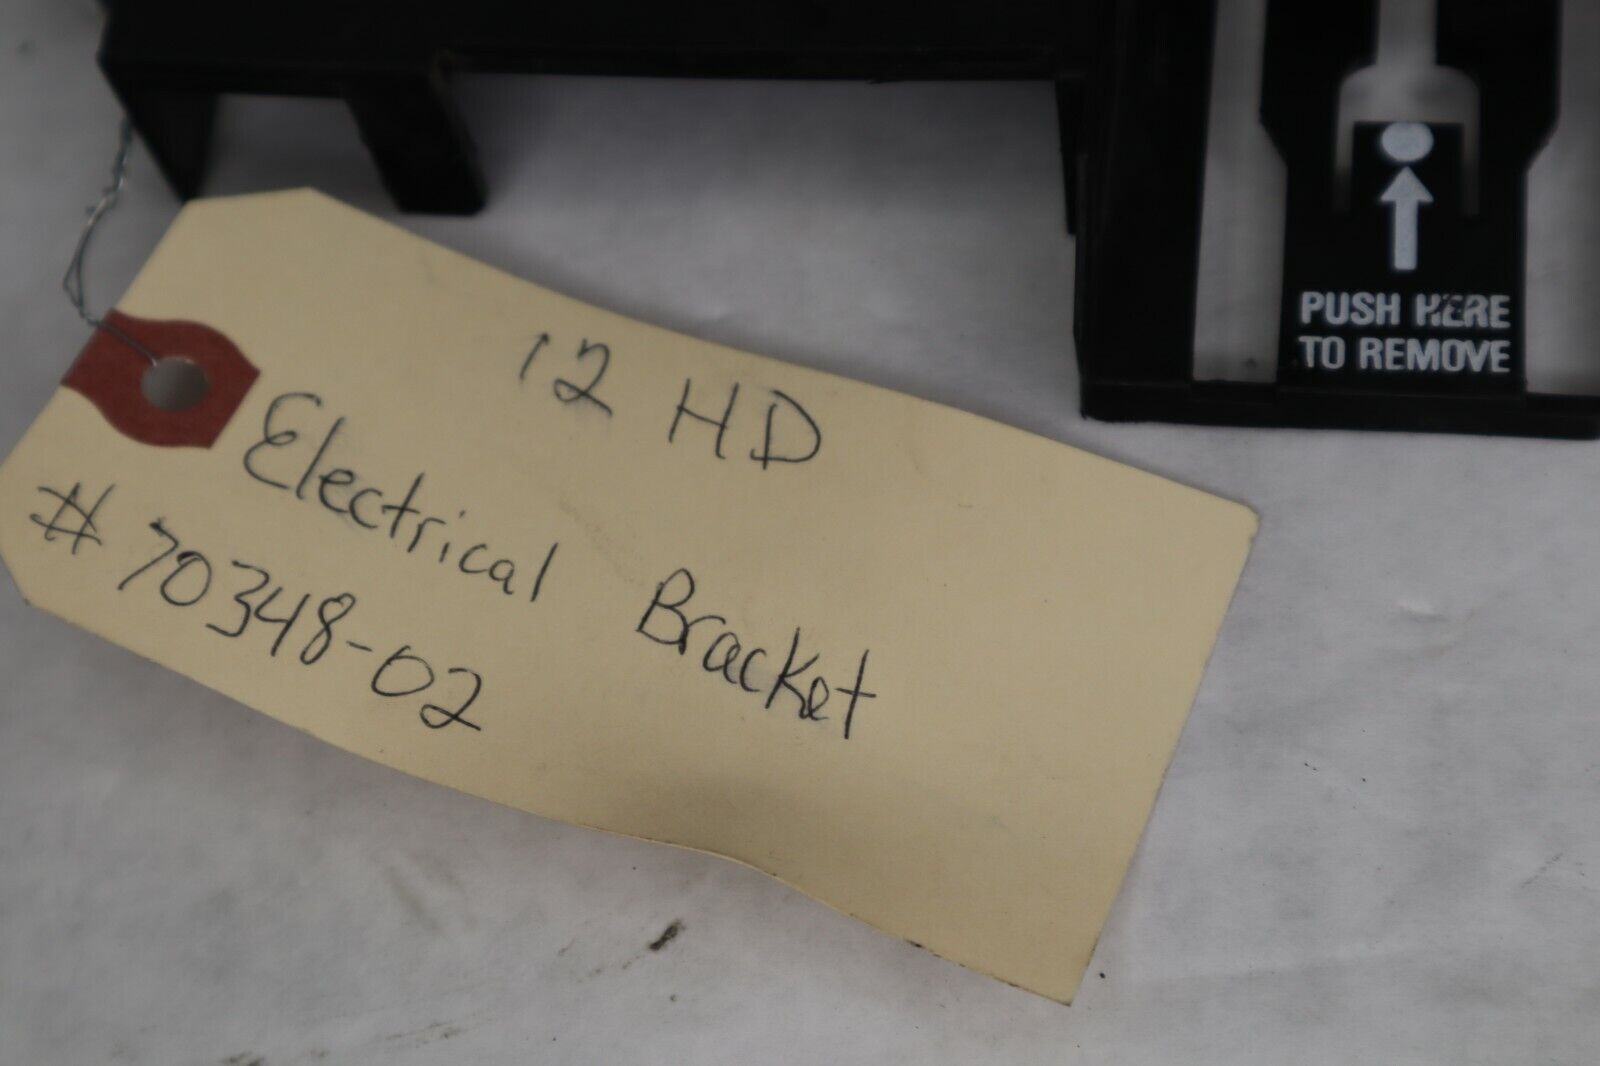 PUSH HERE
TO REMOVE
12 HD
Electrical Bracket
# 70348-02